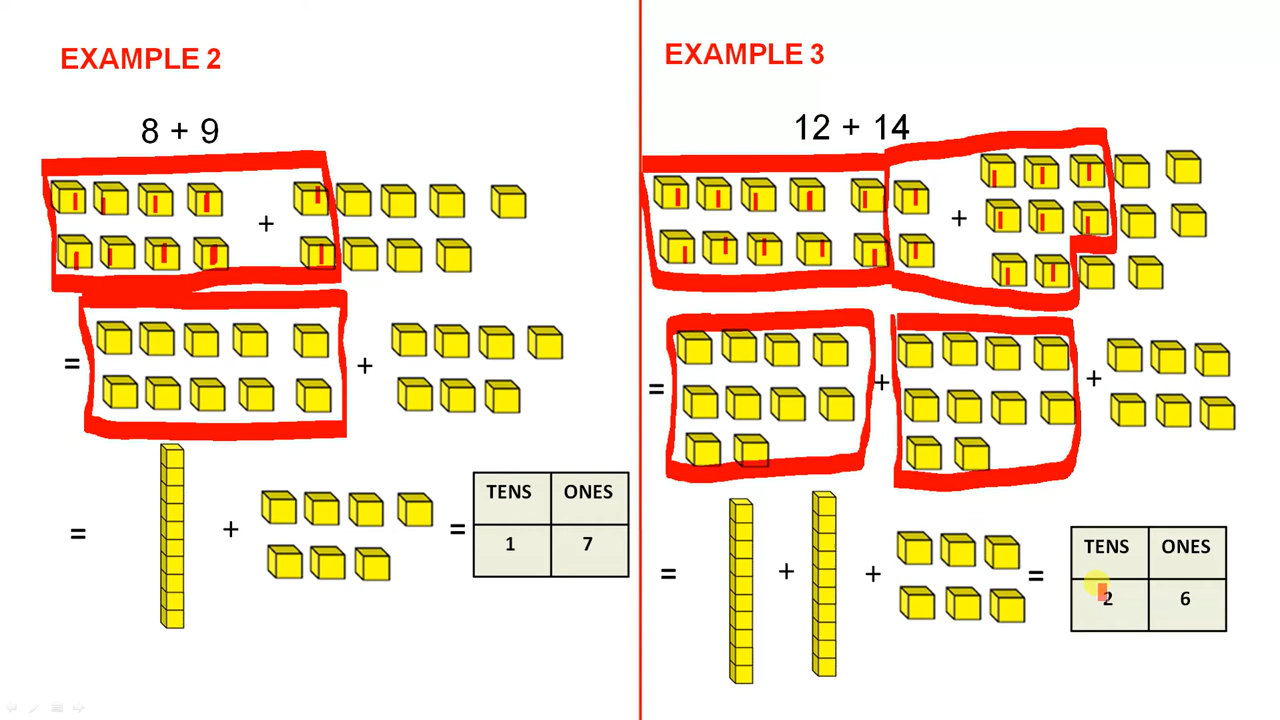 EXAMPLE 2
8 + 9
+
= +
= + =
TENS ONES
1 7
EXAMPLE 3
12 + 14
+
= + +
= + + =
TENS ONES
2 6